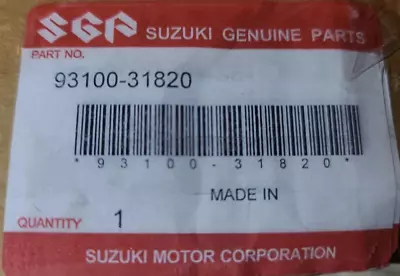 SGP SUZUKI GENUINE PARTS
PART NO.
93100-31820
*93100-31820*
MADE IN
QUANTITY 1
SUZUKI MOTOR CORPORATION